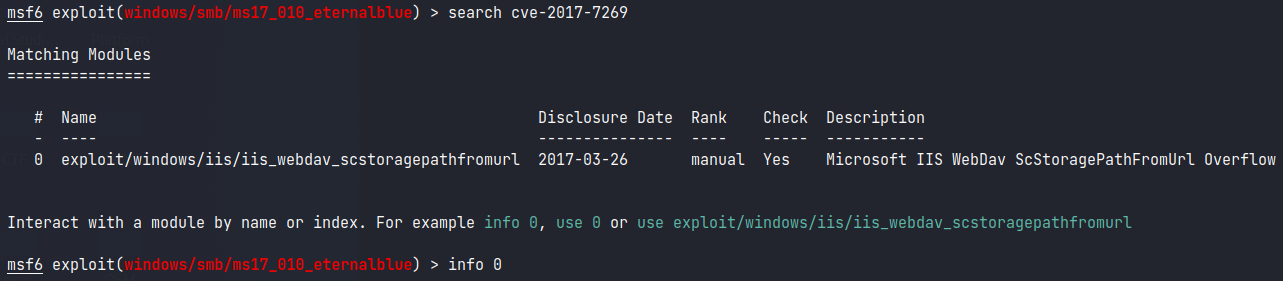 msf6 exploit(windows/smb/ms17_010_eternalblue) > search cve-2017-7269
Matching Modules
================
#  Name                                                 Disclosure Date  Rank    Check  Description
-  ----                                                 ---------------  ----    -----  -----------
0  exploit/windows/iis/iis_webdav_scstoragepathfromurl  2017-03-26       manual  Yes    Microsoft IIS WebDav ScStoragePathFromUrl Overflow
Interact with a module by name or index. For example info 0, use 0 or use exploit/windows/iis/iis_webdav_scstoragepathfromurl
msf6 exploit(windows/smb/ms17_010_eternalblue) > info 0